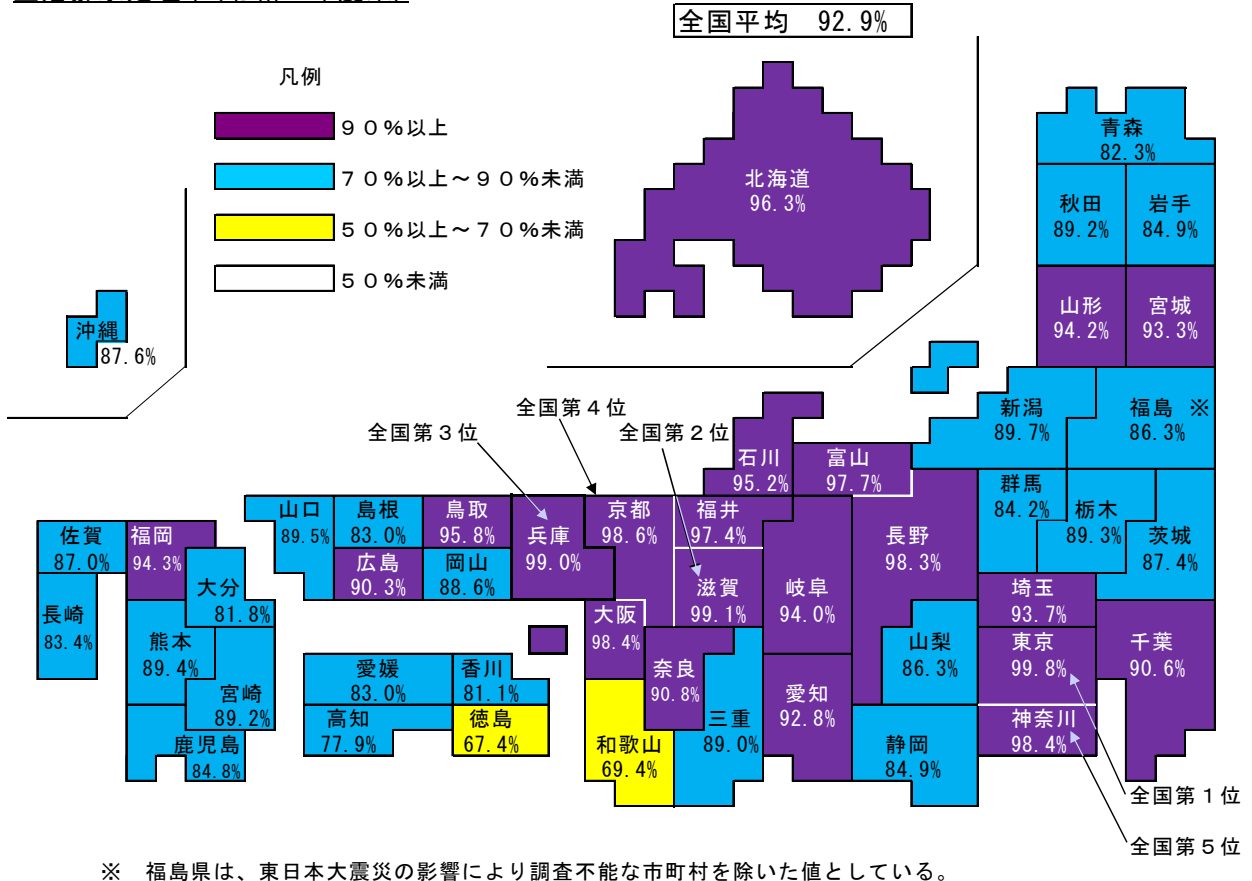 全国平均　92.9%
凡例
９０％以上
７０％以上～９０％未満
５０％以上～７０％未満
５０％未満
北海道
96.3%
青森
82.3%
秋田
89.2%
岩手
84.9%
山形
94.2%
宮城
93.3%
沖縄
87.6%
新潟
89.7%
福島　※
86.3%
全国第４位
全国第３位
全国第２位
石川
95.2%
富山
97.7%
群馬
84.2%
栃木
89.3%
茨城
87.4%
山口
89.5%
島根
83.0%
鳥取
95.8%
兵庫
99.0%
京都
98.6%
福井
97.4%
長野
98.3%
佐賀
87.0%
福岡
94.3%
広島
90.3%
岡山
88.6%
滋賀
99.1%
岐阜
94.0%
埼玉
93.7%
大分
81.8%
長崎
83.4%
熊本
89.4%
大阪
98.4%
山梨
86.3%
東京
99.8%
千葉
90.6%
愛媛
83.0%
香川
81.1%
奈良
90.8%
愛知
92.8%
宮崎
89.2%
高知
77.9%
徳島
67.4%
三重
89.0%
神奈川
98.4%
鹿児島
84.8%
和歌山
69.4%
静岡
84.9%
全国第１位
全国第５位
※　福島県は、東日本大震災の影響により調査不能な市町村を除いた値としている。